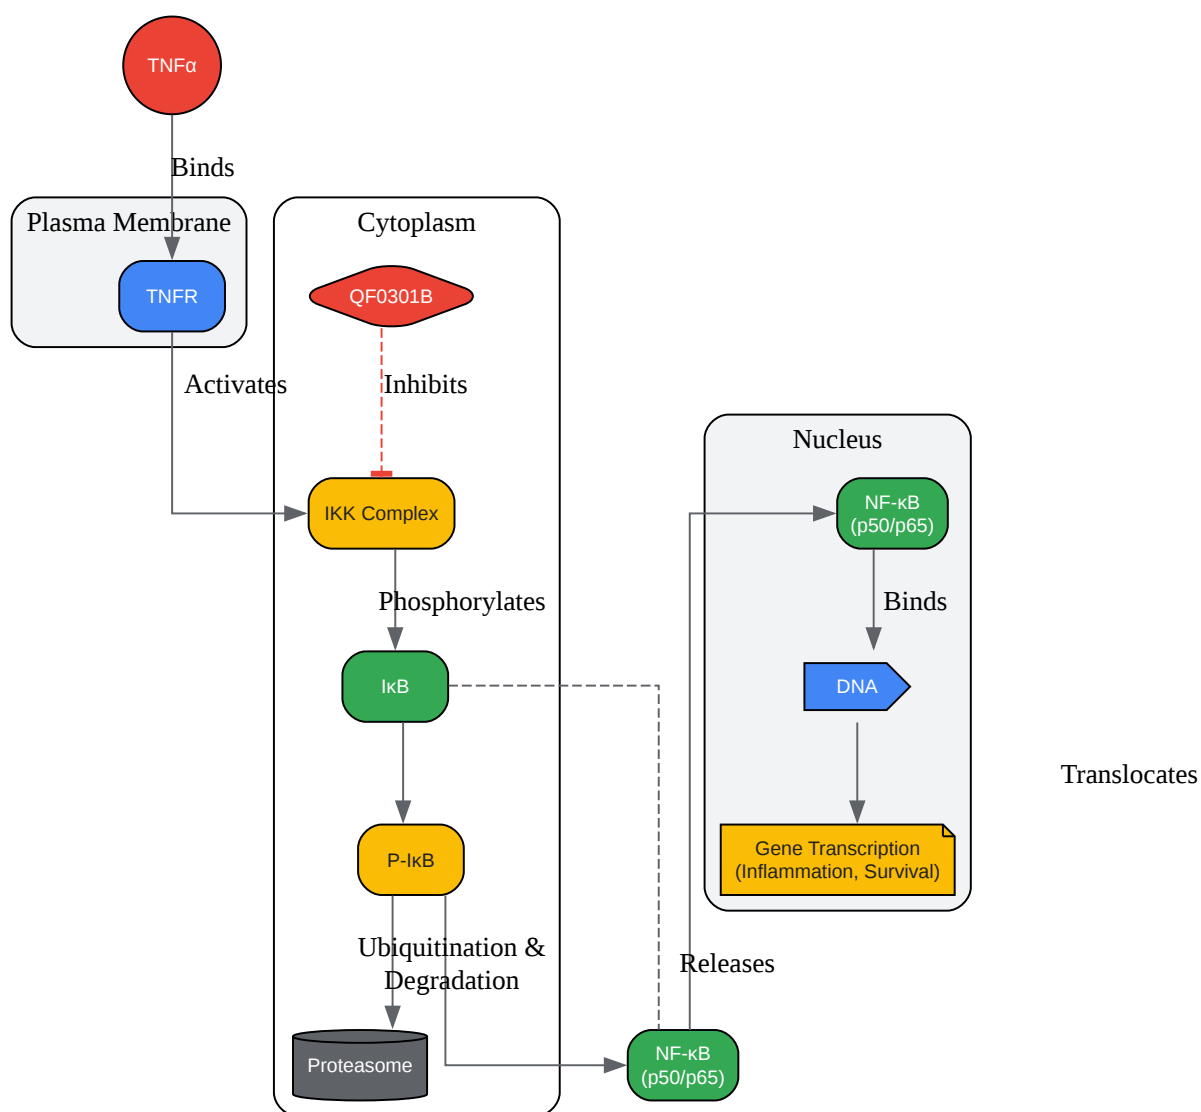 TNFα
Binds
Plasma Membrane
TNFR
Activates
Cytoplasm
QF0301B
Inhibits
IKK Complex
Phosphorylates
IκB
P-IκB
Ubiquitination &
Degradation
Proteasome
Releases
NF-κB
(p50/p65)
Nucleus
NF-κB
(p50/p65)
Binds
DNA
Gene Transcription
(Inflammation, Survival)
Translocates